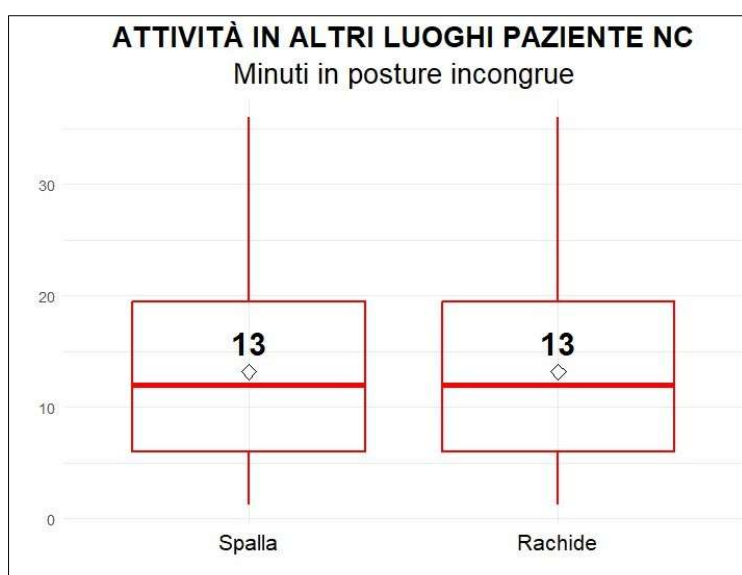 ATTIVITÀ IN ALTRI LUOGHI PAZIENTE NC
Minuti in posture incongrue
30
20
13 13
10
0
Spalla Rachide